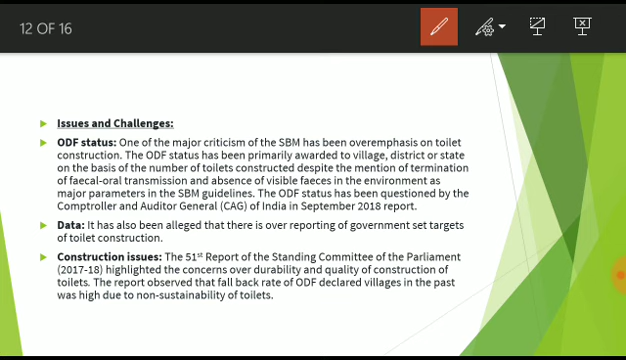 12 OF 16
Issues and Challenges:
ODF status: One of the major criticism of the SBM has been overemphasis on toilet
construction. The ODF status has been primarily awarded to village, district or state
on the basis of the number of toilets constructed despite the mention of termination
of faecal-oral transmission and absence of visible faeces in the environment as
major parameters in the SBM guidelines. The ODF status has been questioned by the
Comptroller and Auditor General (CAG) of India in September 2018 report.
Data: It has also been alleged that there is over reporting of government set targets
of toilet construction.
Construction issues: The 51st Report of the Standing Committee of the Parliament
(2017-18) highlighted the concerns over durability and quality of construction of
toilets. The report observed that fall back rate of ODF declared villages in the past
was high due to non-sustainability of toilets.